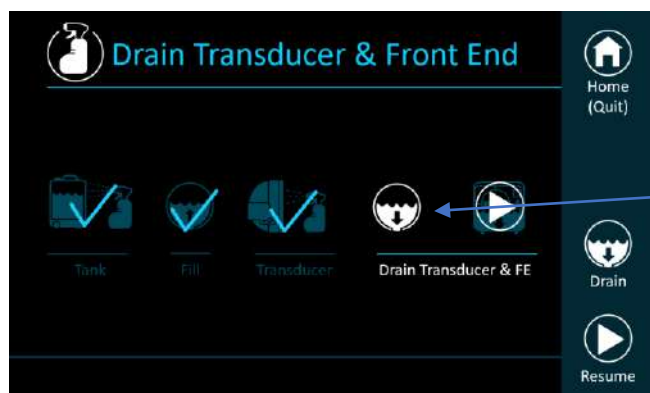 Drain Transducer & Front End
Home
(Quit)
Tank
Fill
Transducer
Drain Transducer & FE
Drain
Resume